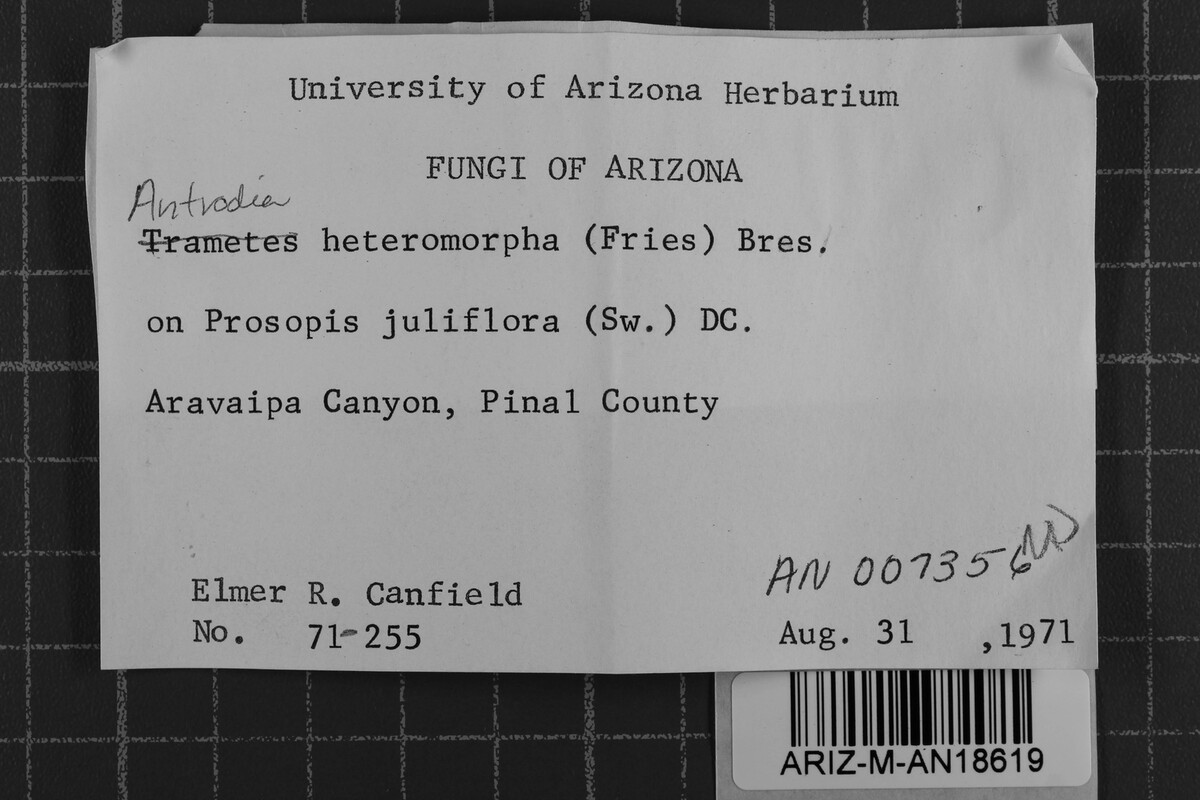 University of Arizona Herbarium
FUNGI OF ARIZONA
Antrodia
Trametes heteromorpha (Fries) Bres.
on Prosopis juliflora (Sw.) DC.
Aravaipa Canyon, Pinal County
AN 007356
Elmer R. Canfield
No. 71-255
Aug. 31 ,1971
ARIZ-M-AN18619